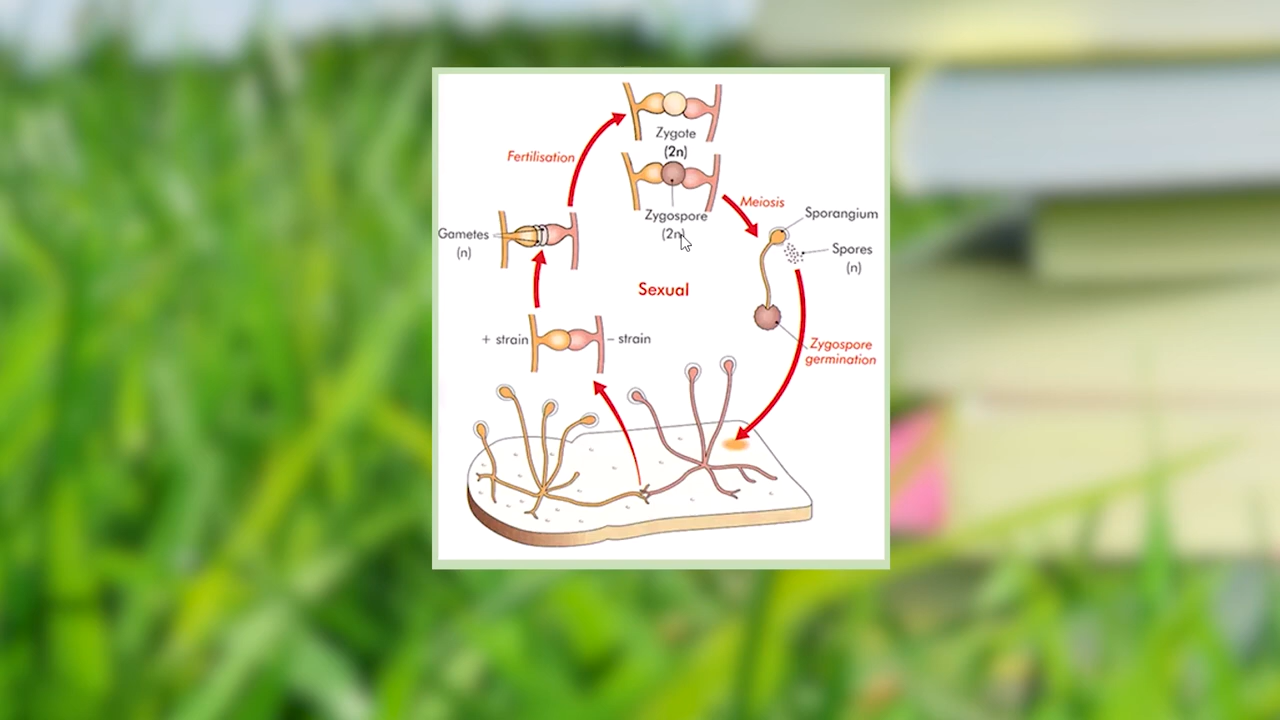 Zygote
(2n)
Fertilisation
Meiosis
Zygospore
(2n)
Sporangium
Gametes
(n)
Spores
(n)
Sexual
+ strain
– strain
Zygospore
germination